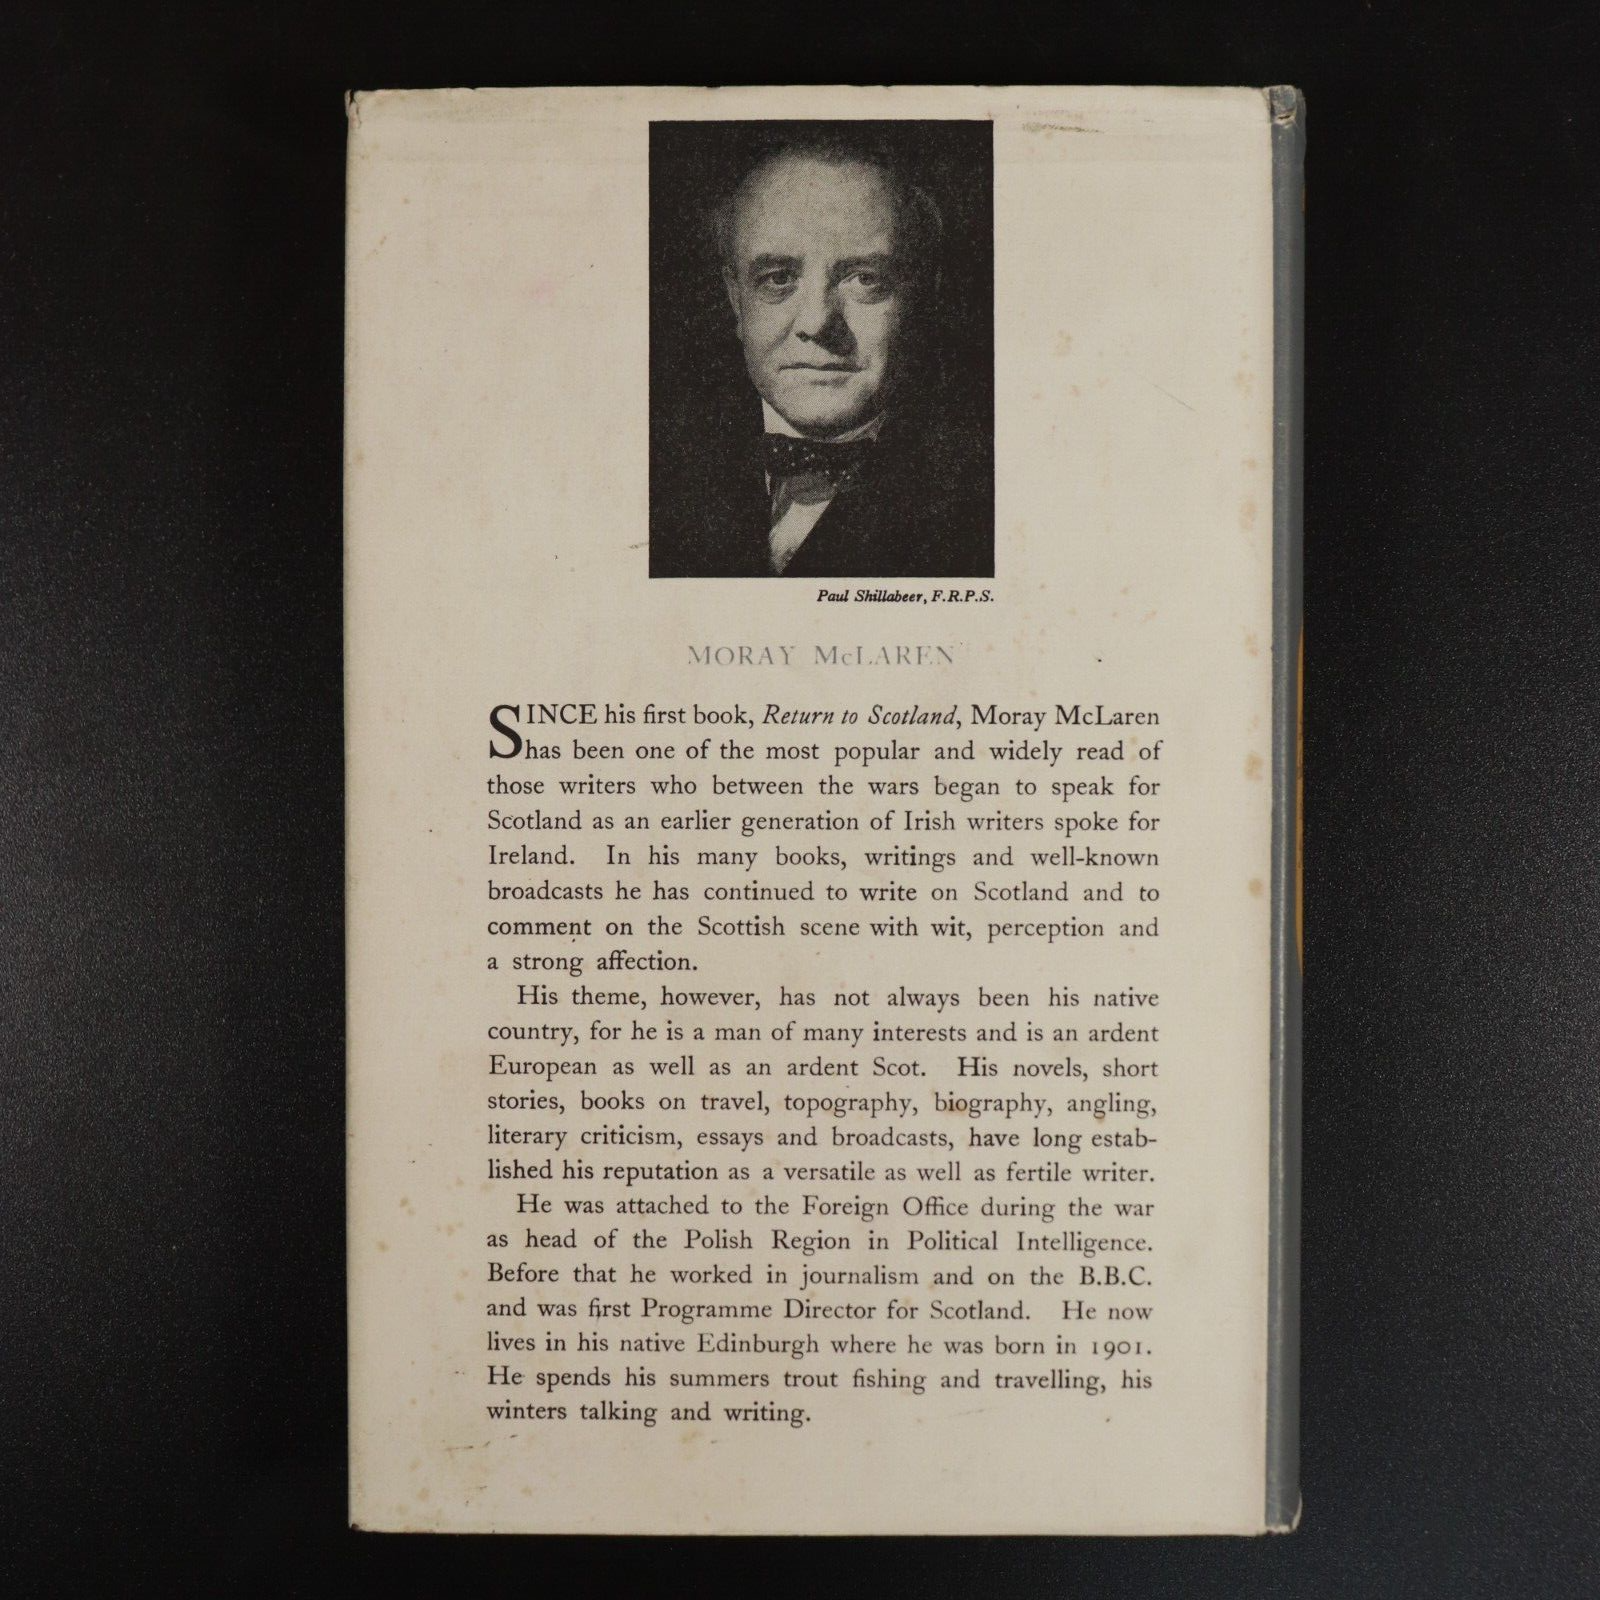 Paul Shillabeer, F.R.P.S.
MORAY McLAREN
SINCE his first book, Return to Scotland, Moray McLaren
has been one of the most popular and widely read of
those writers who between the wars began to speak for
Scotland as an earlier generation of Irish writers spoke for
Ireland. In his many books, writings and well-known
broadcasts he has continued to write on Scotland and to
comment on the Scottish scene with wit, perception and
a strong affection.
His theme, however, has not always been his native
country, for he is a man of many interests and is an ardent
European as well as an ardent Scot. His novels, short
stories, books on travel, topography, biography, angling,
literary criticism, essays and broadcasts, have long estab-
lished his reputation as a versatile as well as fertile writer.
He was attached to the Foreign Office during the war
as head of the Polish Region in Political Intelligence.
Before that he worked in journalism and on the B.B.C.
and was first Programme Director for Scotland. He now
lives in his native Edinburgh where he was born in 1901.
He spends his summers trout fishing and travelling, his
winters talking and writing.